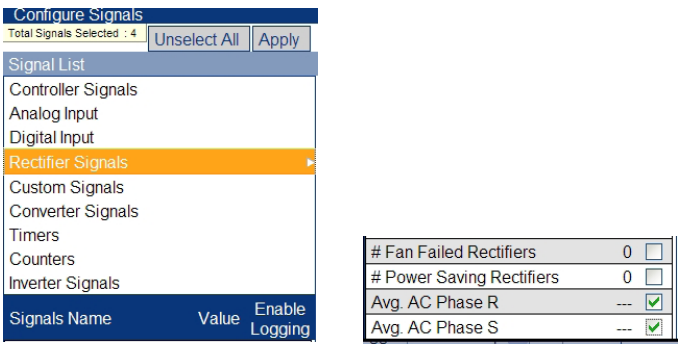 Configure Signals
Total Signals Selected : 4
Unselect All
Apply
Signal List
Controller Signals
Analog Input
Digital Input
Rectifier Signals
Custom Signals
Converter Signals
Timers
Counters
Inverter Signals
Signals Name Value Enable Logging
# Fan Failed Rectifiers 0
# Power Saving Rectifiers 0
Avg. AC Phase R ---
Avg. AC Phase S ---